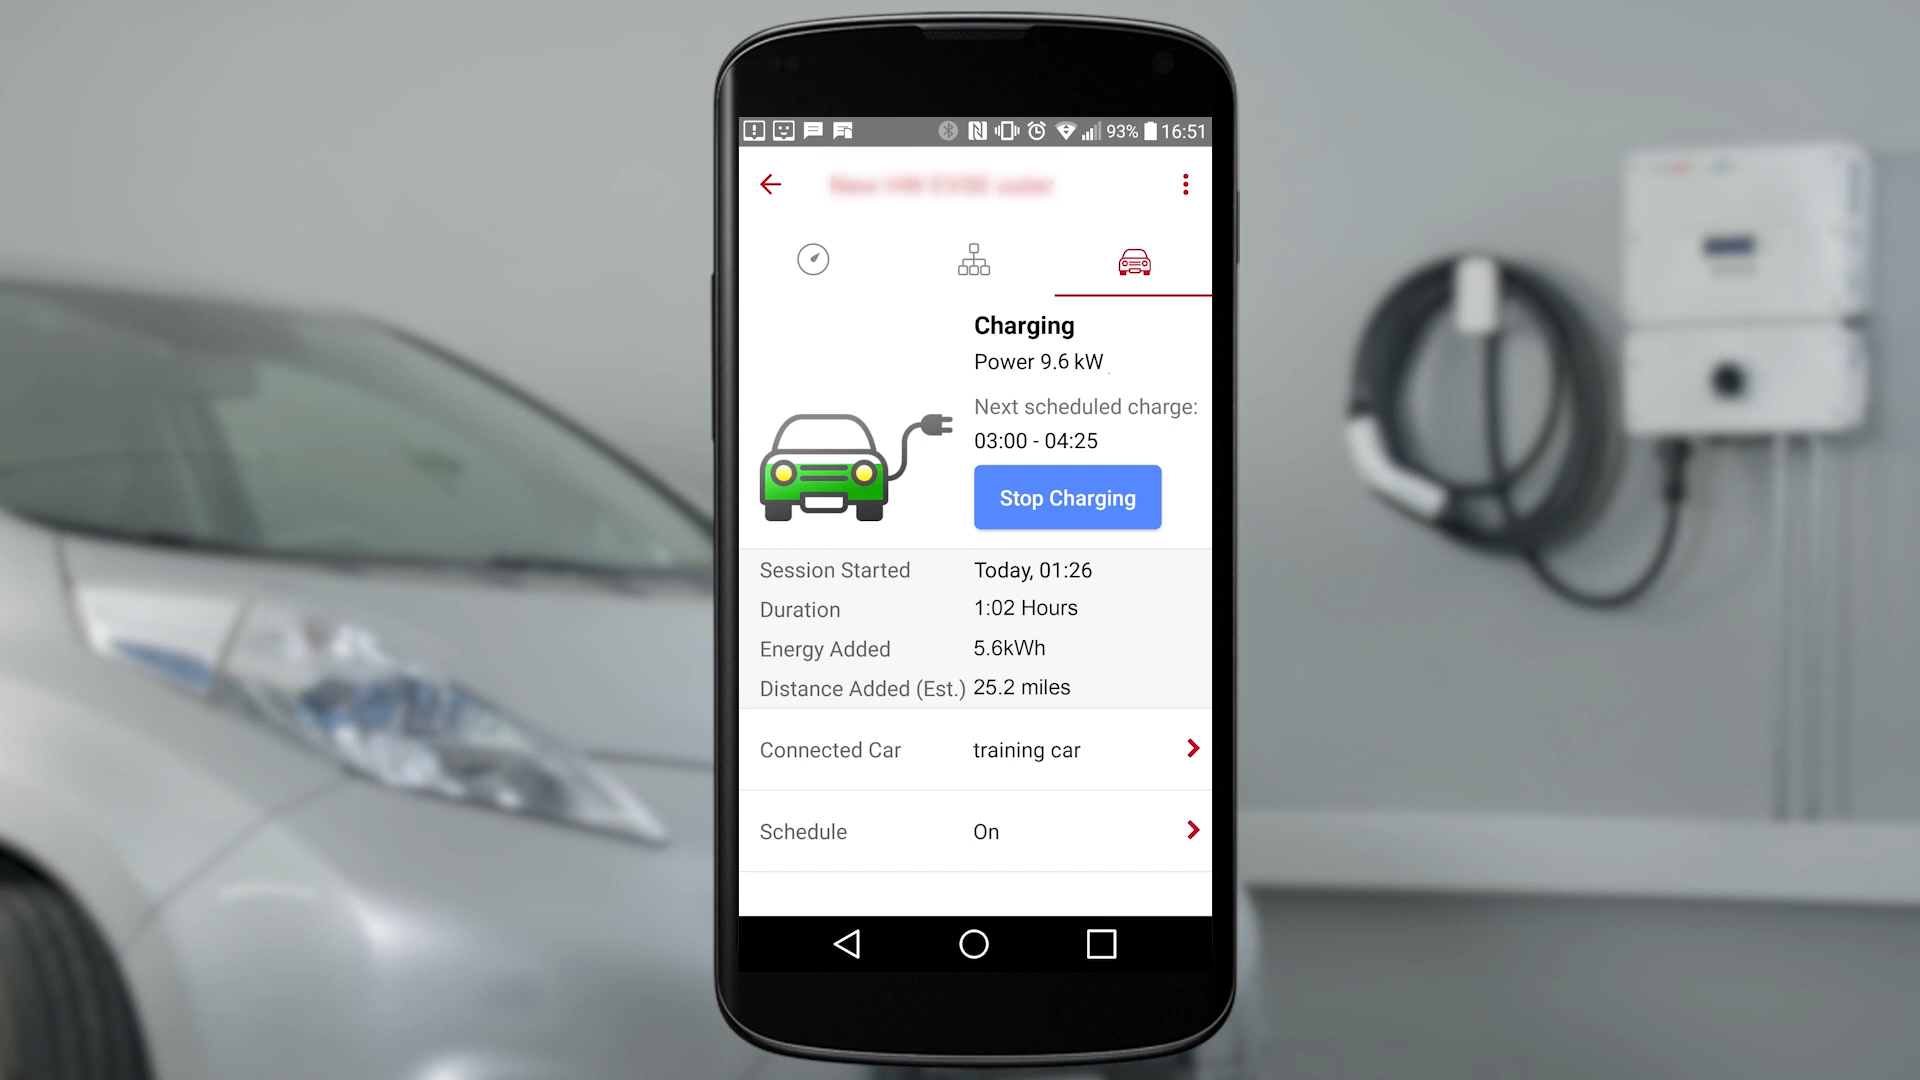 93% 16:51
Charging
Power 9.6 kW
Next scheduled charge:
03:00 - 04:25
Stop Charging
Session Started Today, 01:26
Duration 1:02 Hours
Energy Added 5.6kWh
Distance Added (Est.) 25.2 miles
Connected Car training car
Schedule On